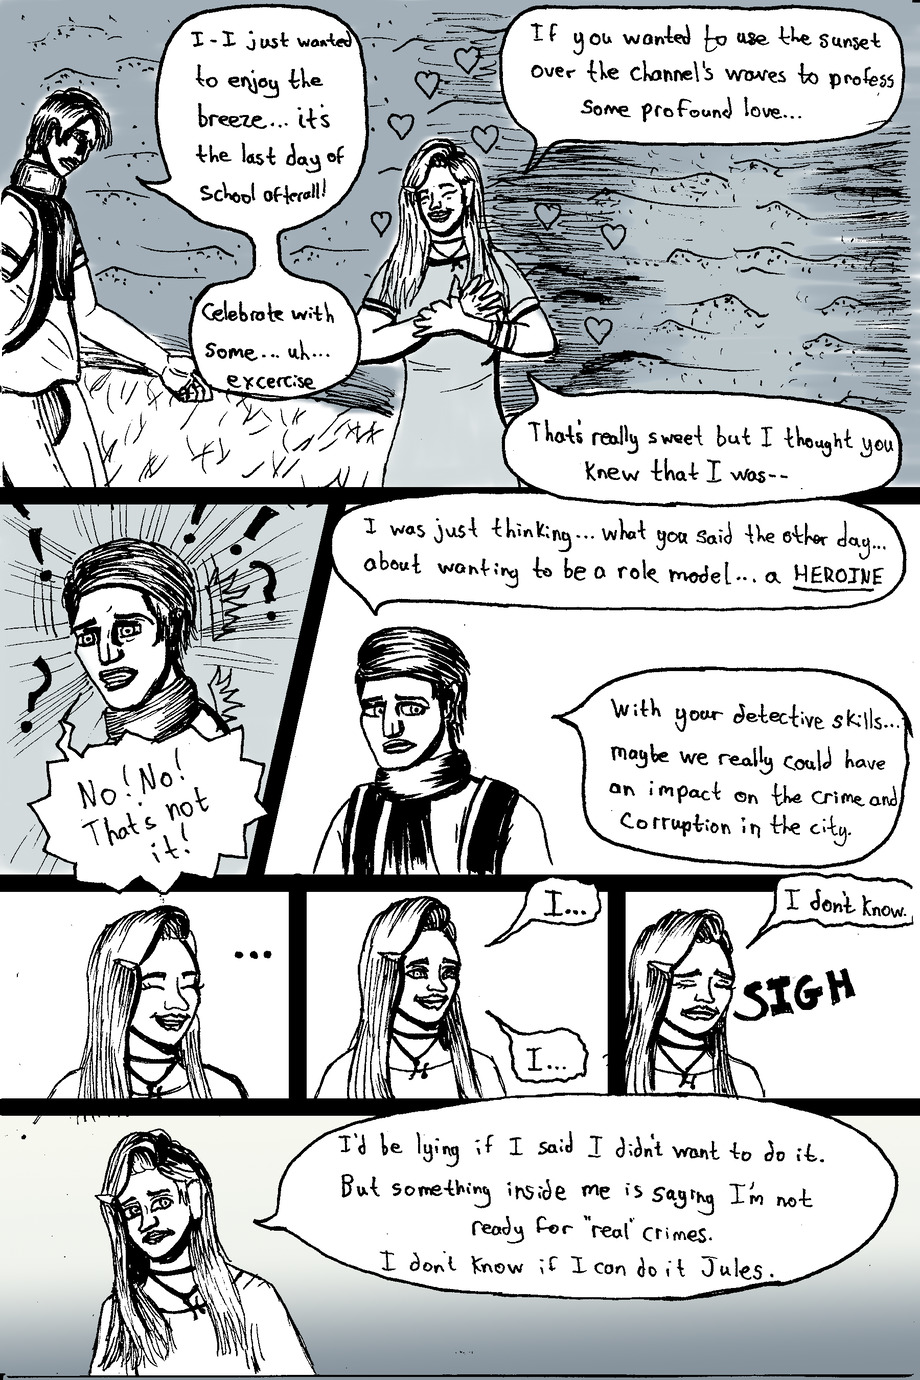 I-I just wanted
to enjoy the
breeze... it's
the last day of
School afterall!
Celebrate with
some... uh...
excercise
If you wanted to use the sunset
over the channel's waves to profess
some profound love...
That's really sweet but I thought you
knew that I was--
! ! ? ?
No! No!
That's not
it!
I was just thinking... what you said the other day...
about wanting to be a role model... a HEROINE
With your detective skills...
maybe we really could have
an impact on the crime and
corruption in the city.
...
I...
I...
I don't know.
SIGH
I'd be lying if I said I didn't want to do it.
But something inside me is saying I'm not
ready for "real" crimes.
I don't know if I can do it Jules.